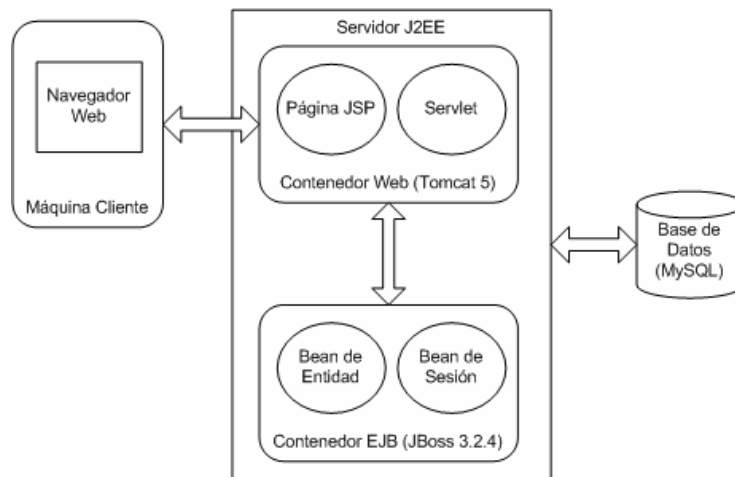 Servidor J2EE
Navegador
Web
Máquina Cliente
Página JSP
Servlet
Contenedor Web (Tomcat 5)
Base de
Datos
(MySQL)
Bean de
Entidad
Bean de
Sesión
Contenedor EJB (JBoss 3.2.4)